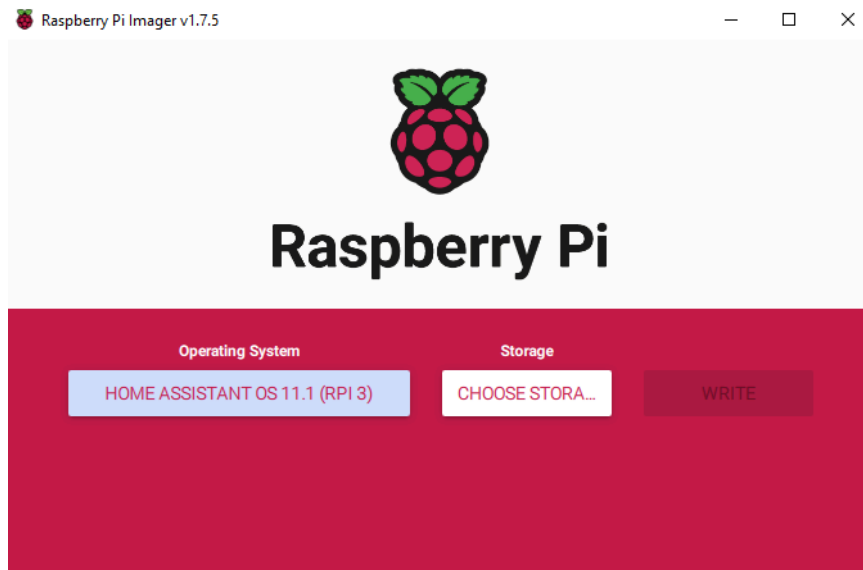 Raspberry Pi Imager v1.7.5
Raspberry Pi
Operating System
Storage
HOME ASSISTANT OS 11.1 (RPI 3)
CHOOSE STORA...
WRITE